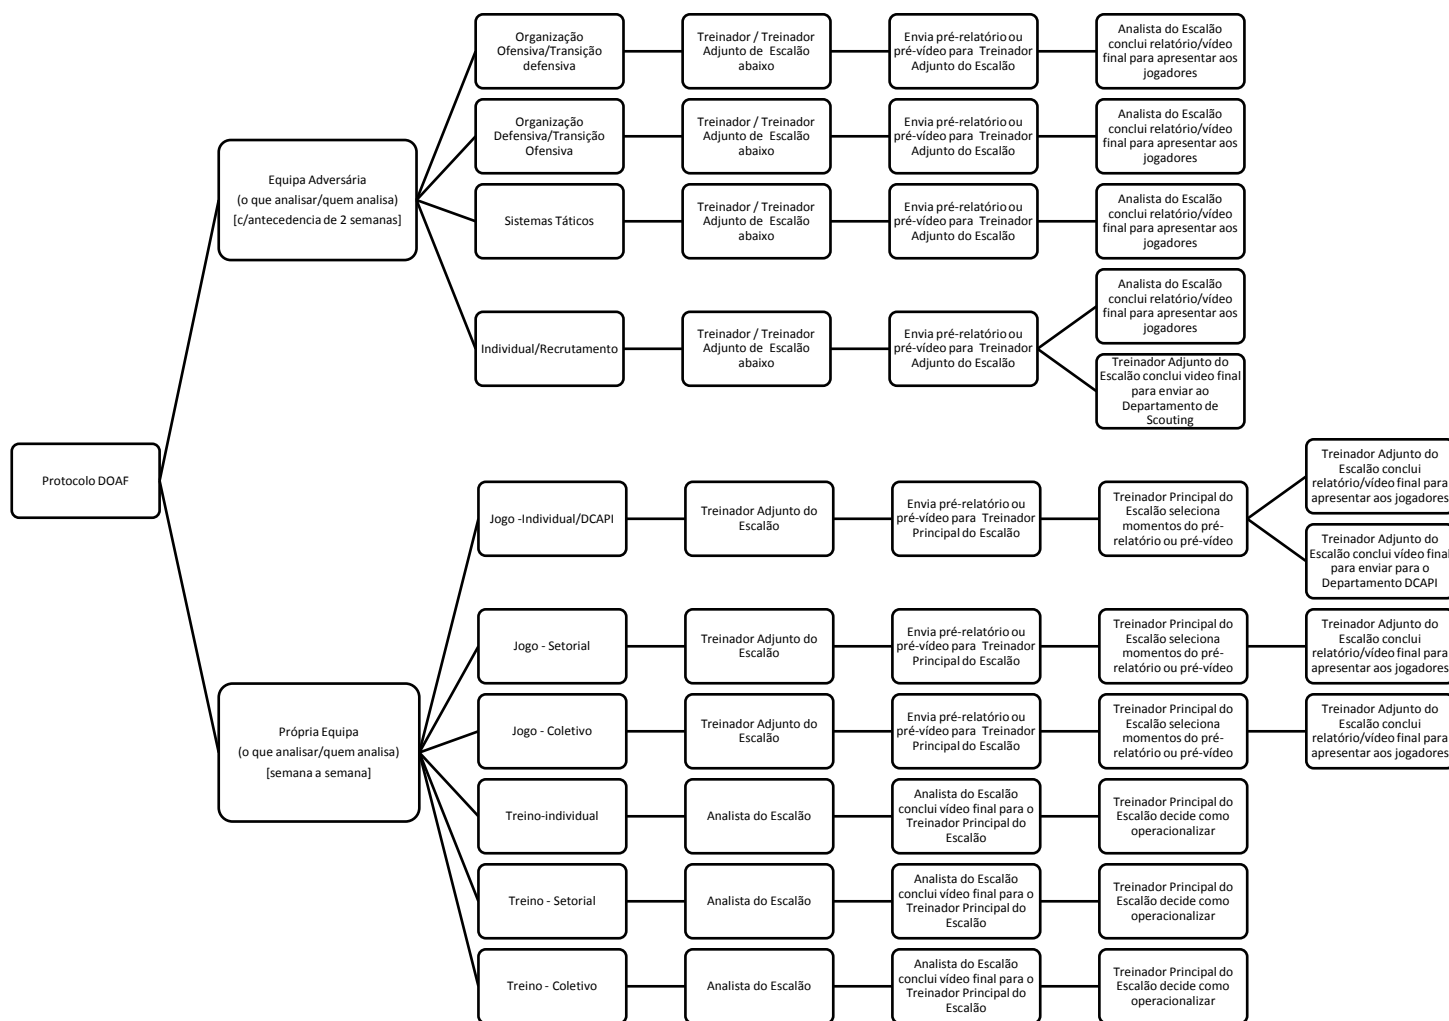 Protocolo DOAF
Equipa Adversária
(o que analisar/quem analisa)
[c/antecedencia de 2 semanas]
Organização
Ofensiva/Transição
defensiva
Treinador / Treinador
Adjunto de Escalão
abaixo
Envia pré-relatório ou
pré-vídeo para Treinador
Adjunto do Escalão
Analista do Escalão
conclui relatório/vídeo
final para apresentar aos
jogadores
Organização
Defensiva/Transição
Ofensiva
Treinador / Treinador
Adjunto de Escalão
abaixo
Envia pré-relatório ou
pré-vídeo para Treinador
Adjunto do Escalão
Analista do Escalão
conclui relatório/vídeo
final para apresentar aos
jogadores
Sistemas Táticos
Treinador / Treinador
Adjunto de Escalão
abaixo
Envia pré-relatório ou
pré-vídeo para Treinador
Adjunto do Escalão
Analista do Escalão
conclui relatório/vídeo
final para apresentar aos
jogadores
Individual/Recrutamento
Treinador / Treinador
Adjunto de Escalão
abaixo
Envia pré-relatório ou
pré-vídeo para Treinador
Adjunto do Escalão
Analista do Escalão
conclui relatório/vídeo
final para apresentar aos
jogadores
Treinador Adjunto do
Escalão conclui video final
para enviar ao
Departamento de
Scouting
Própria Equipa
(o que analisar/quem analisa)
[semana a semana]
Jogo -Individual/DCAPI
Treinador Adjunto do
Escalão
Envia pré-relatório ou
pré-vídeo para Treinador
Principal do Escalão
Treinador Principal do
Escalão seleciona
momentos do pré-
relatório ou pré-vídeo
Treinador Adjunto do
Escalão conclui
relatório/vídeo final para
apresentar aos jogadores
Treinador Adjunto do
Escalão conclui vídeo final
para enviar para o
Departamento DCAPI
Jogo - Setorial
Treinador Adjunto do
Escalão
Envia pré-relatório ou
pré-vídeo para Treinador
Principal do Escalão
Treinador Principal do
Escalão seleciona
momentos do pré-
relatório ou pré-vídeo
Treinador Adjunto do
Escalão conclui
relatório/vídeo final para
apresentar aos jogadores
Jogo - Coletivo
Treinador Adjunto do
Escalão
Envia pré-relatório ou
pré-vídeo para Treinador
Principal do Escalão
Treinador Principal do
Escalão seleciona
momentos do pré-
relatório ou pré-vídeo
Treinador Adjunto do
Escalão conclui
relatório/vídeo final para
apresentar aos jogadores
Treino-individual
Analista do Escalão
Analista do Escalão
conclui vídeo final para o
Treinador Principal do
Escalão
Treinador Principal do
Escalão decide como
operacionalizar
Treino - Setorial
Analista do Escalão
Analista do Escalão
conclui vídeo final para o
Treinador Principal do
Escalão
Treinador Principal do
Escalão decide como
operacionalizar
Treino - Coletivo
Analista do Escalão
Analista do Escalão
conclui vídeo final para o
Treinador Principal do
Escalão
Treinador Principal do
Escalão decide como
operacionalizar